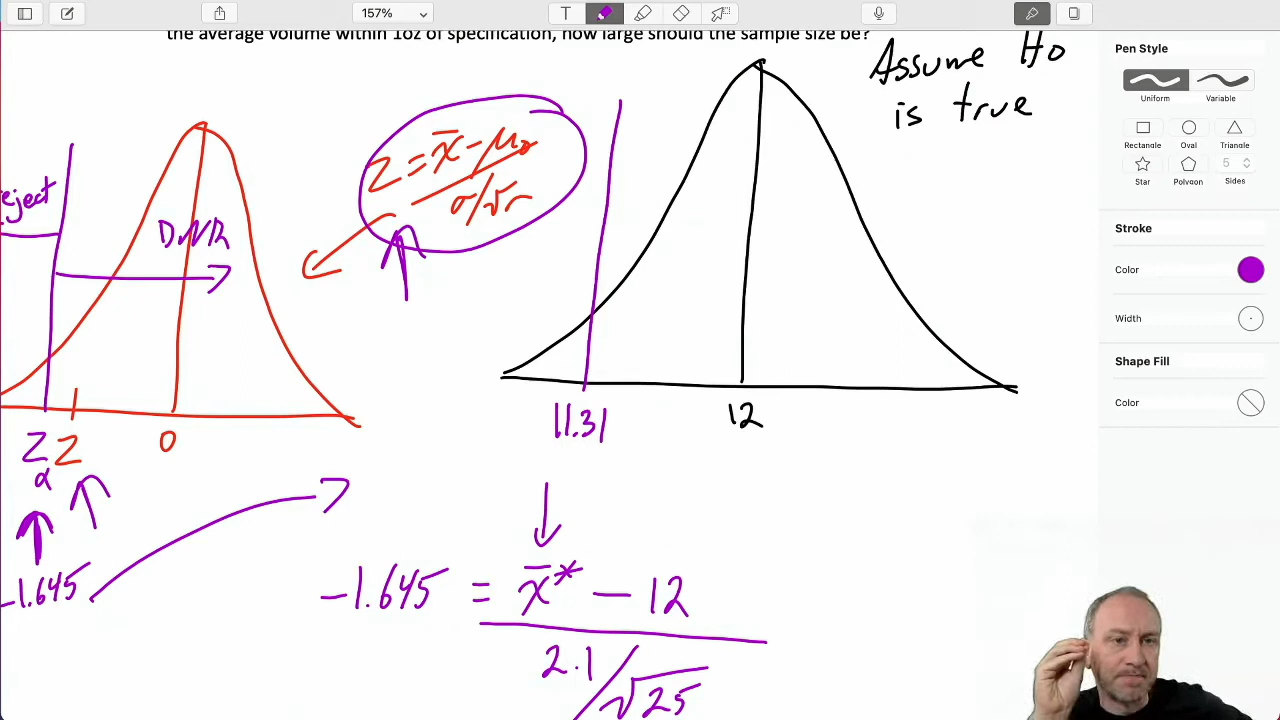 157%
T
the average volume within 1oz of specification, how large should the sample size be?
Assume Ho
is true
Z = x̄ - μ₀
σ/√n
eject
DNR
Zα Z 0
-1.645
11.31 12
-1.645 = x̄* - 12
2.1/√25
Pen Style
Uniform Variable
Rectangle Oval Triangle
5
Star Polygon Sides
Stroke
Color
Width
Shape Fill
Color